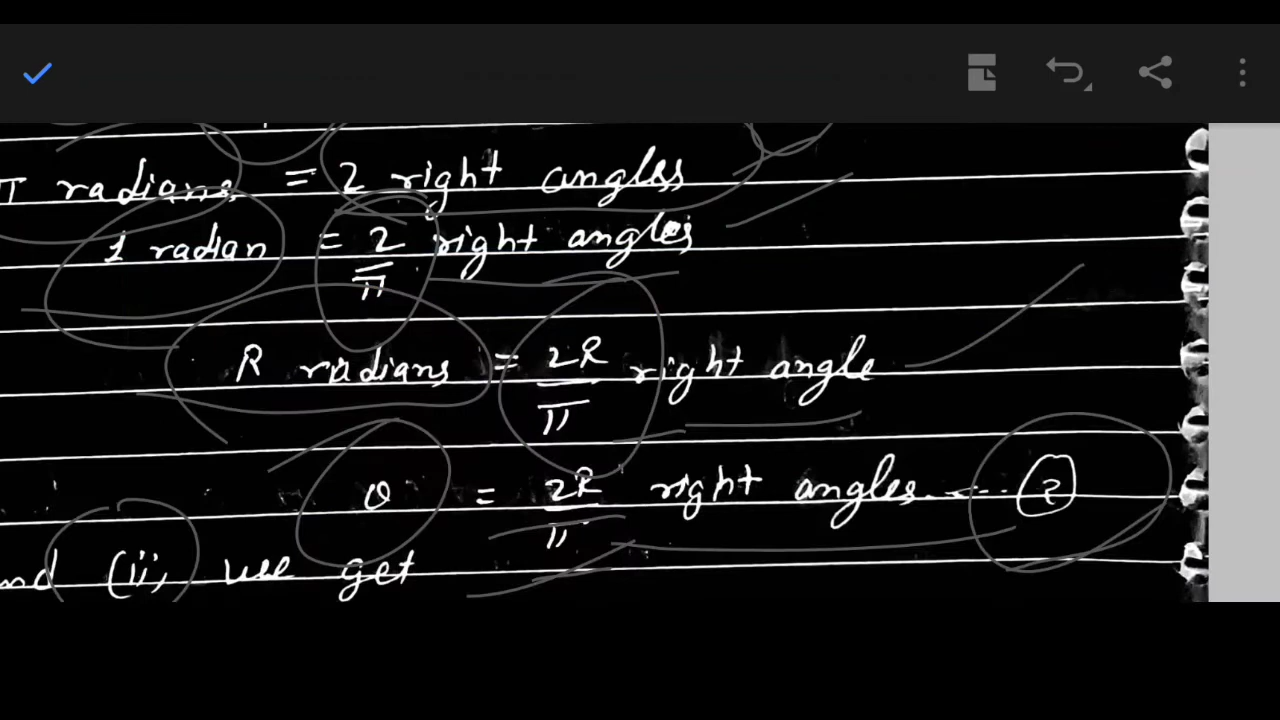 π radians = 2 right angles
1 radian = 2/π right angles
R radians = 2R/π right angle
θ = 2R/π right angles ------ (2)
nd (ii) we get